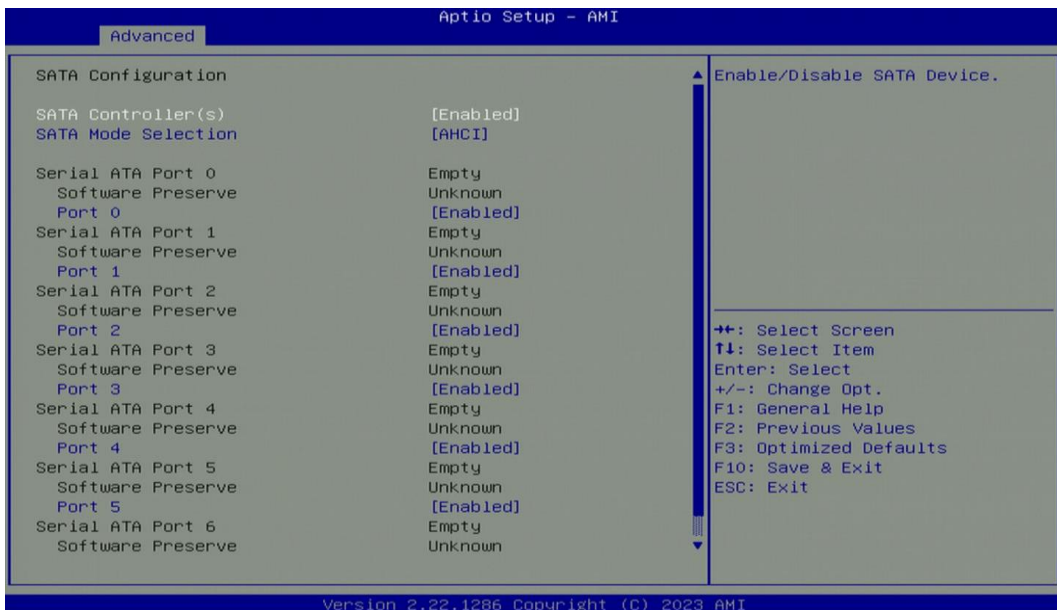 Aptio Setup - AMI
Advanced
SATA Configuration
SATA Controller(s) [Enabled]
SATA Mode Selection [AHCI]
Serial ATA Port 0 Empty
Software Preserve Unknown
Port 0 [Enabled]
Serial ATA Port 1 Empty
Software Preserve Unknown
Port 1 [Enabled]
Serial ATA Port 2 Empty
Software Preserve Unknown
Port 2 [Enabled]
Serial ATA Port 3 Empty
Software Preserve Unknown
Port 3 [Enabled]
Serial ATA Port 4 Empty
Software Preserve Unknown
Port 4 [Enabled]
Serial ATA Port 5 Empty
Software Preserve Unknown
Port 5 [Enabled]
Serial ATA Port 6 Empty
Software Preserve Unknown
Enable/Disable SATA Device.
→←: Select Screen
↑↓: Select Item
Enter: Select
+/-: Change Opt.
F1: General Help
F2: Previous Values
F3: Optimized Defaults
F10: Save & Exit
ESC: Exit
Version 2.22.1286 Copyright (C) 2023 AMI